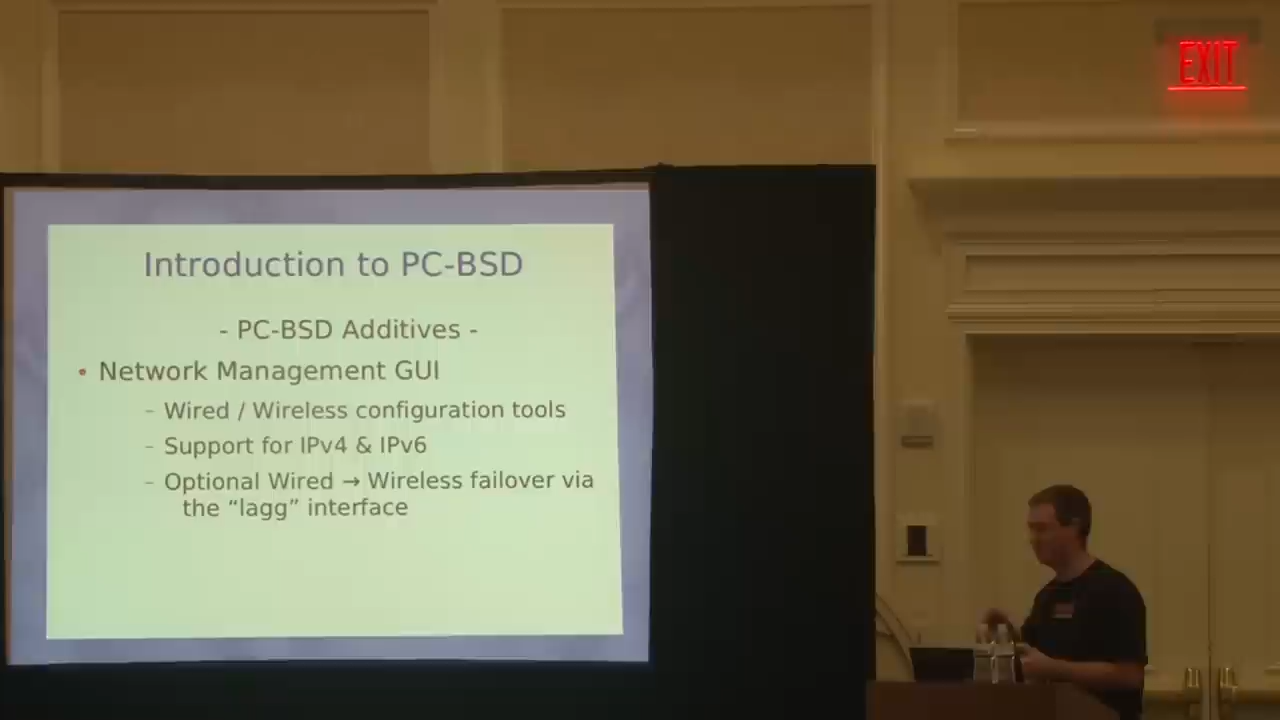 EXIT
Introduction to PC-BSD
- PC-BSD Additives -
• Network Management GUI
– Wired / Wireless configuration tools
– Support for IPv4 & IPv6
– Optional Wired → Wireless failover via
the “lagg” interface